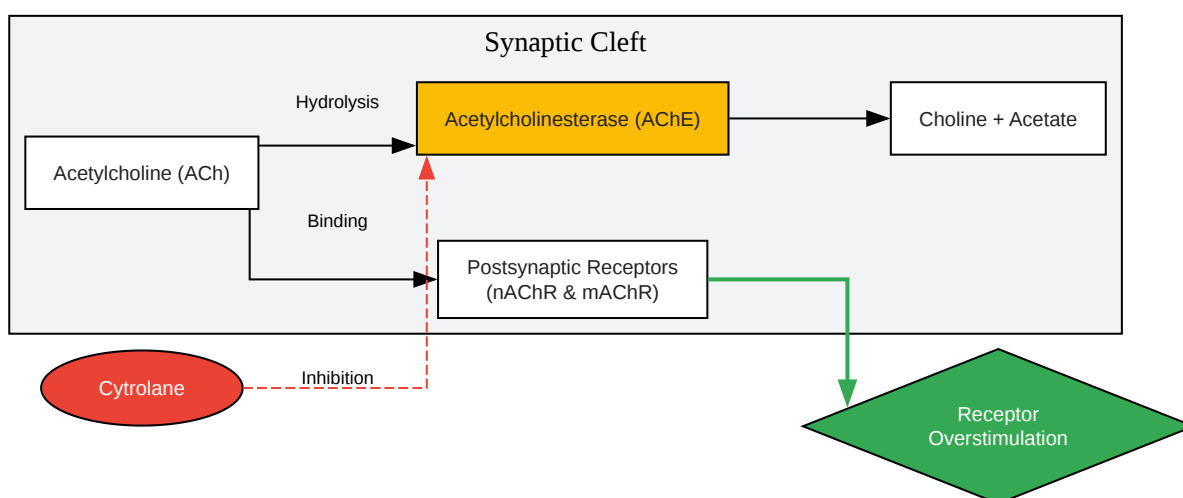 Synaptic Cleft
Hydrolysis
Acetylcholinesterase (AChE)
Choline + Acetate
Acetylcholine (ACh)
Binding
Postsynaptic Receptors
(nAChR & mAChR)
Cytrolane
Inhibition
Receptor
Overstimulation